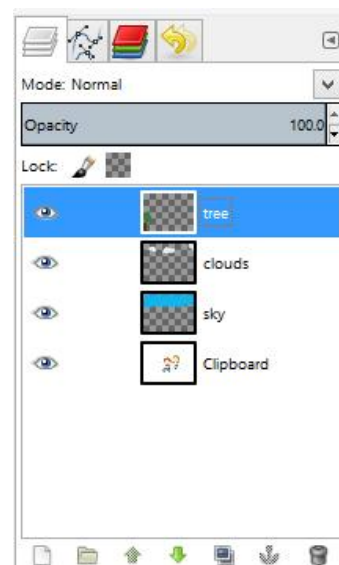 Mode: Normal
Opacity 100.0
Lock:
tree
clouds
sky
Clipboard